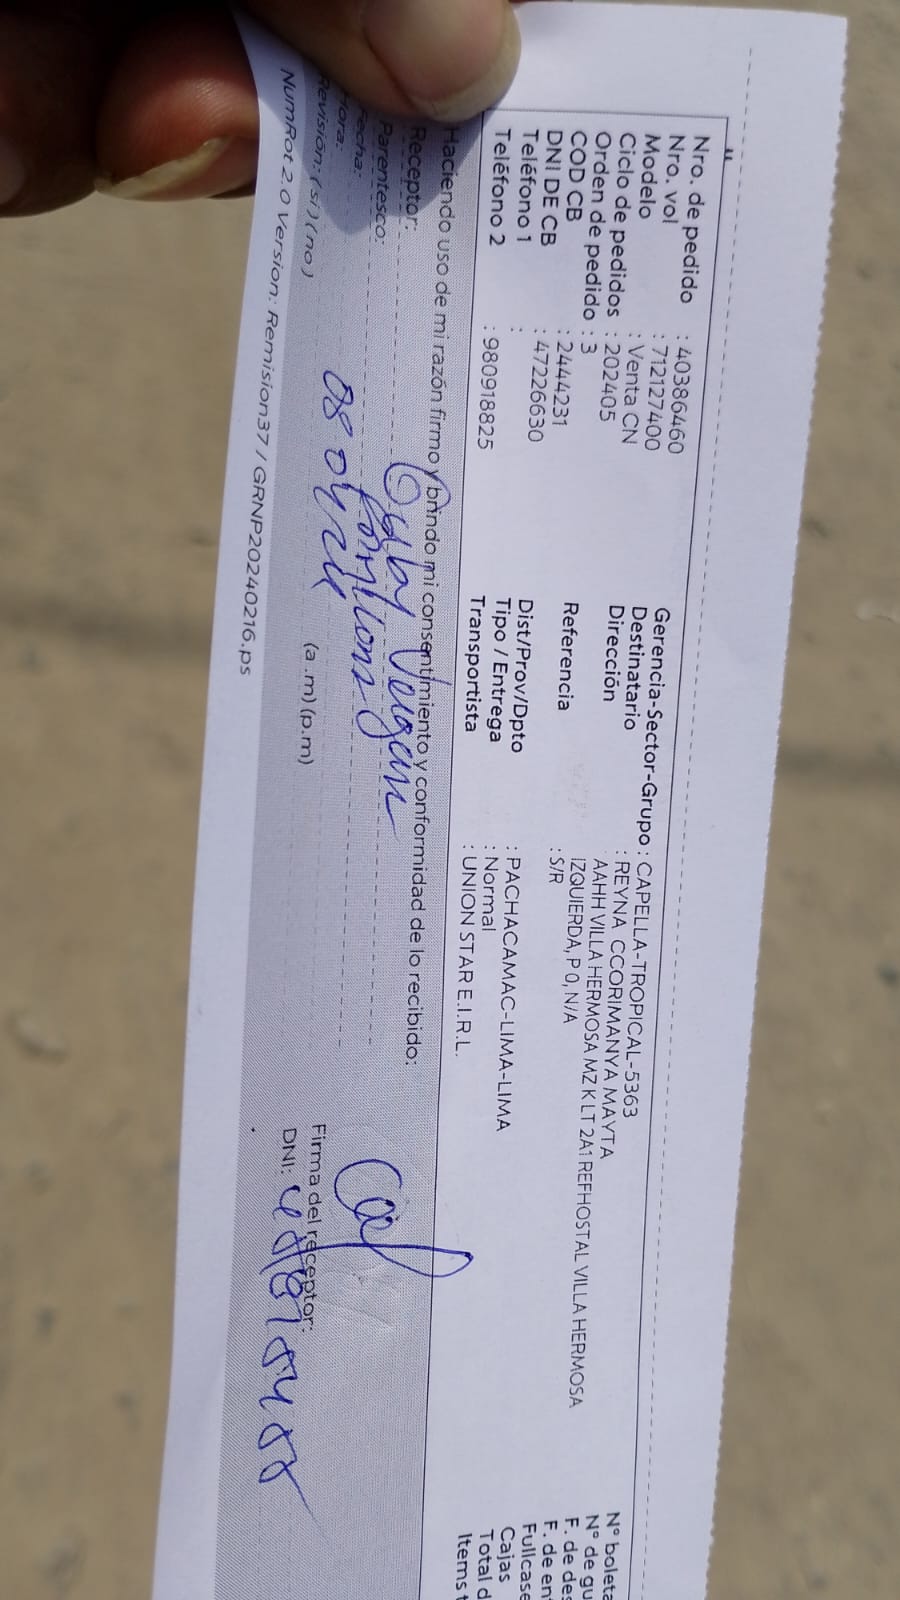 Nro. de pedido : 40386460
Nro. vol : 712127400
Modelo : Venta CN
Ciclo de pedidos : 202405
Orden de pedido : 3
COD CB : 2444231
DNI DE CB : 47226630
Teléfono 1 :
Teléfono 2 : 980918825
Gerencia-Sector-Grupo : CAPELLA-TROPICAL-5363
Destinatario : REYNA CCORIMANYA MAYTA
Dirección : AAHH VILLA HERMOSA MZ K LT 2A1 REFHOSTAL VILLA HERMOSA
IZQUIERDA, P 0, N/A
Referencia : S/R
Dist/Prov/Dpto : PACHACAMAC-LIMA-LIMA
Tipo / Entrega : Normal
Transportista : UNION STAR E.I.R.L.
N° boleta
N° de gu
F. de des
F. de en
Fullcase
Cajas
Total d
Items t
Haciendo uso de mi razón firmo y brindo mi consentimiento y conformidad de lo recibido:
Receptor:
Parentesco:
Fecha:
Hora: (a.m) (p.m)
Revisión: (si) (no)
Firma del receptor:
DNI:
NumRot 2.0 Version: Remision37 / GRNP20240216.ps